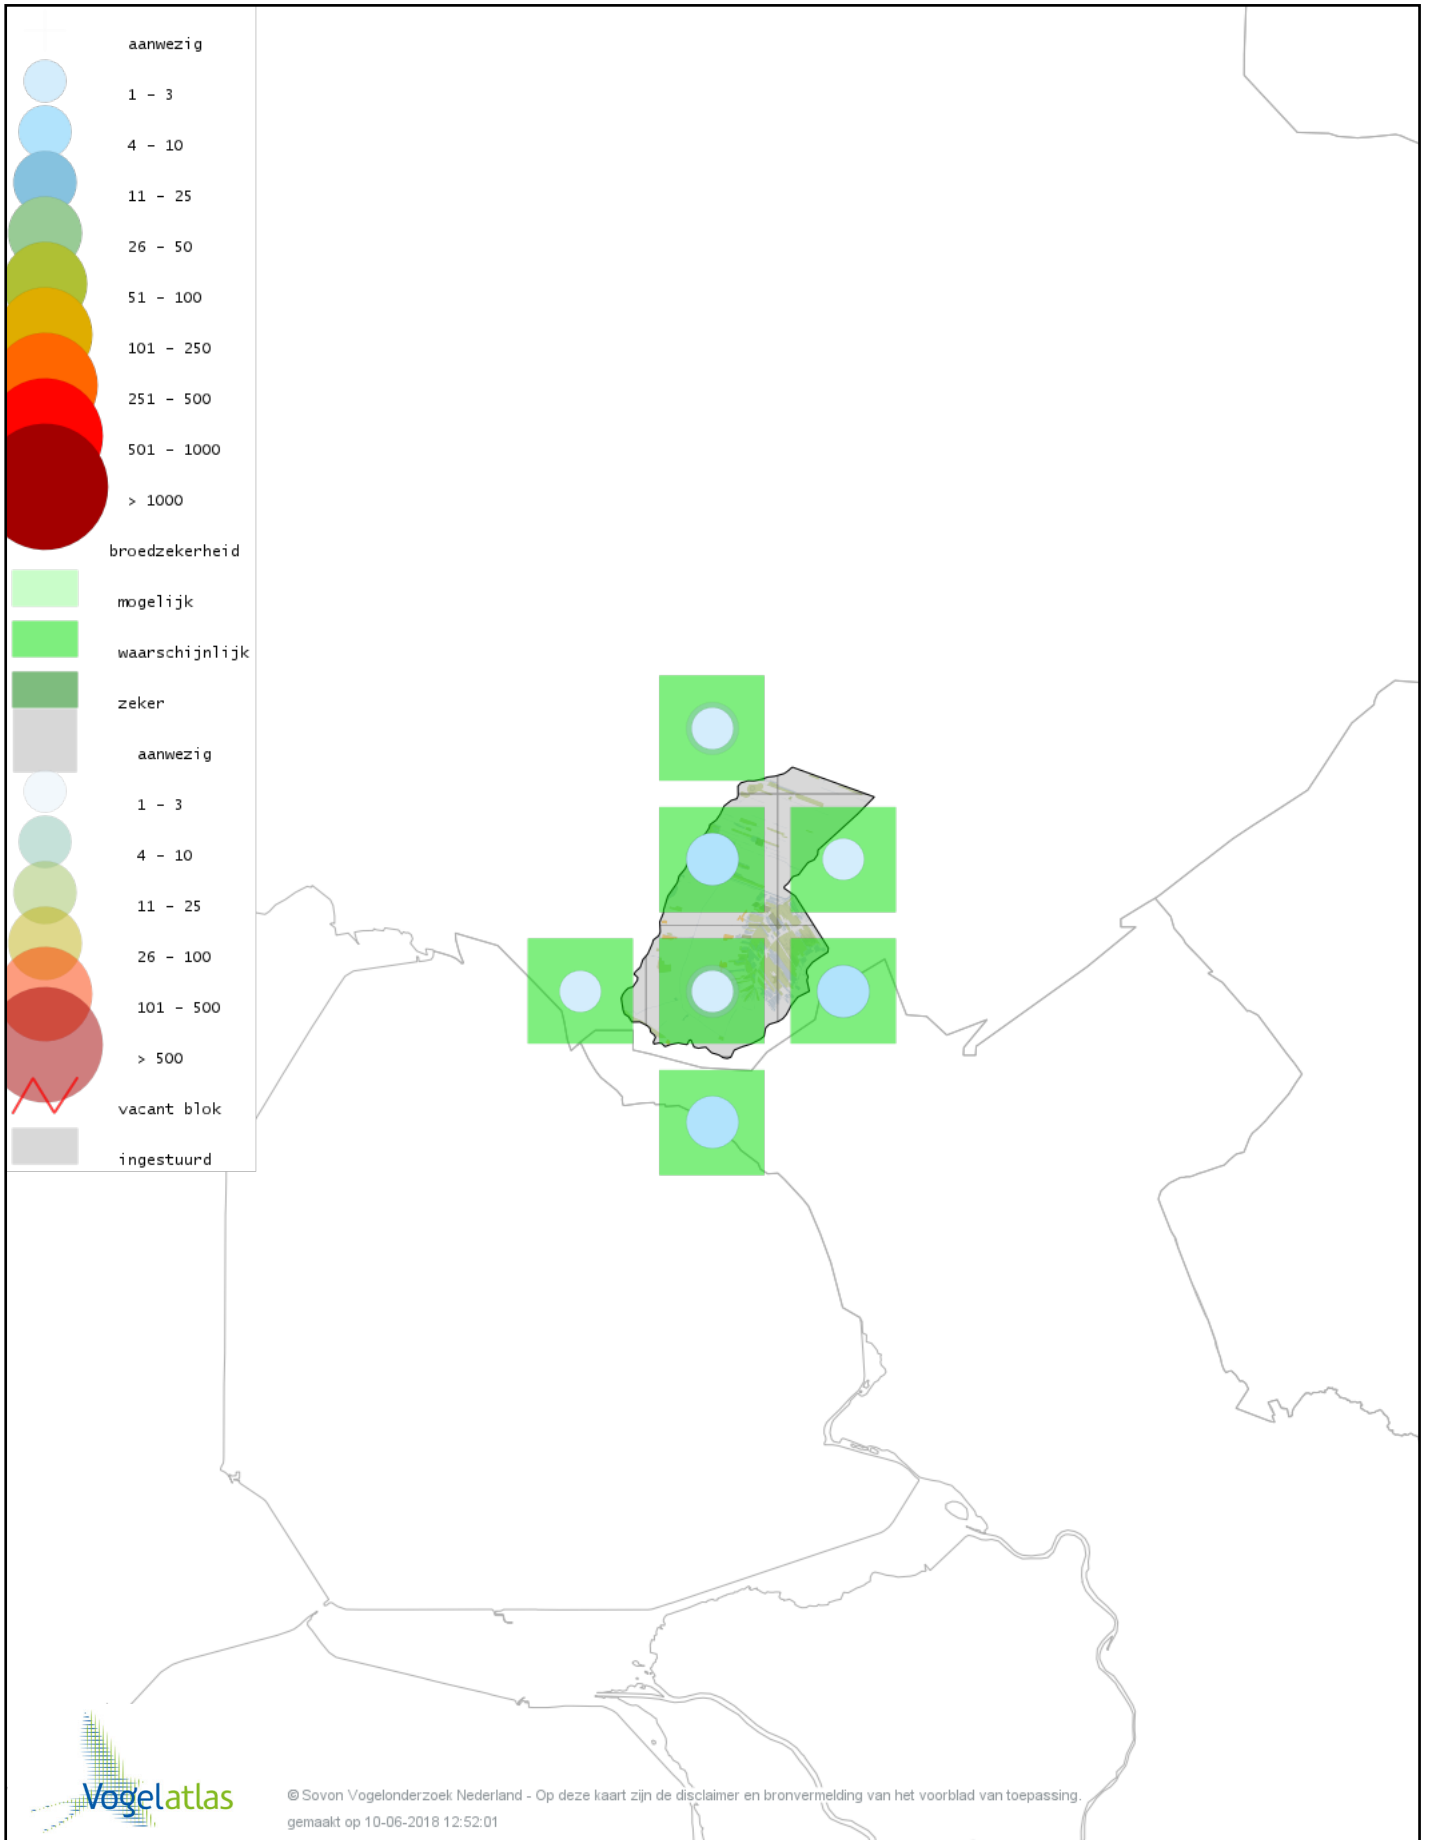 aanwezig
1 - 3
4 - 10
11 - 25
26 - 50
51 - 100
101 - 250
251 - 500
501 - 1000
> 1000
broedzekerheid
mogelijk
waarschijnlijk
zeker
aanwezig
1 - 3
4 - 10
11 - 25
26 - 100
101 - 500
> 500
vacant blok
ingestuurd
Vogelatlas
© Sovon Vogelonderzoek Nederland - Op deze kaart zijn de disclaimer en bronvermelding van het voorblad van toepassing.
gemaakt op 10-06-2018 12:52:01